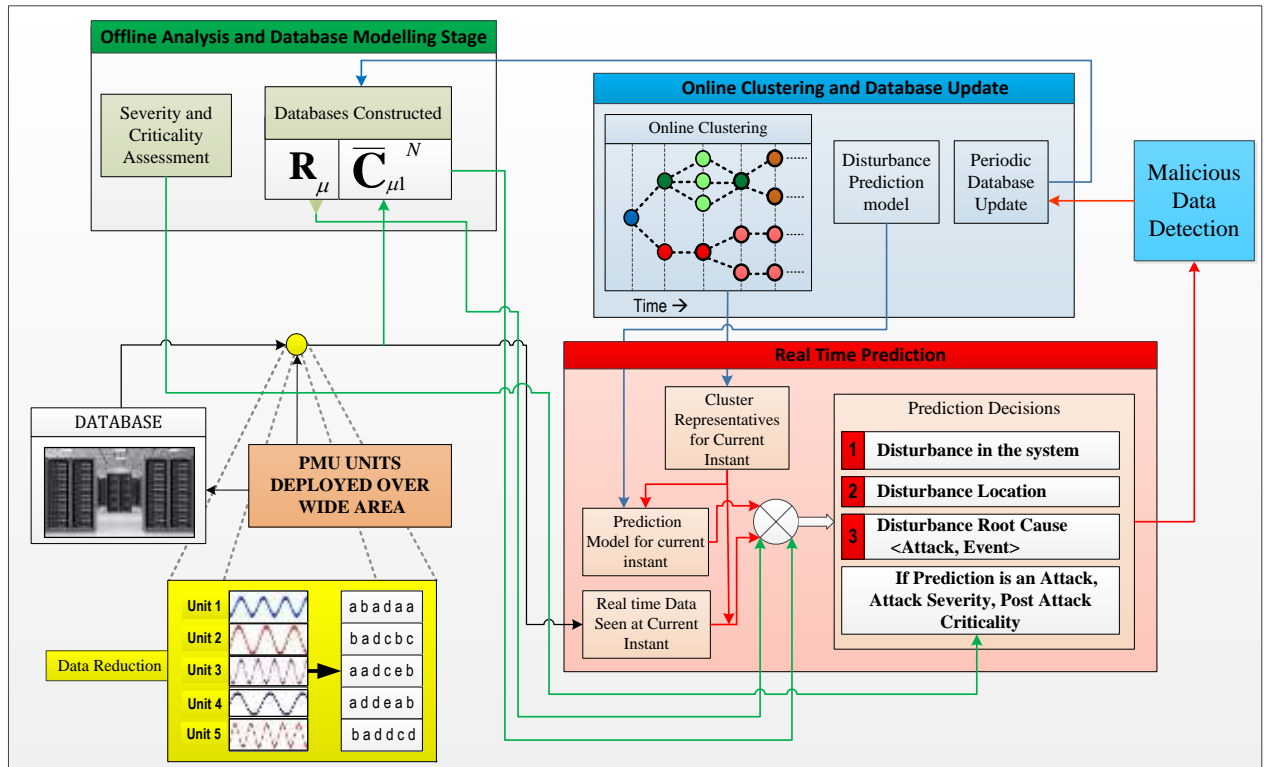 Offline Analysis and Database Modelling Stage
Severity and
Criticality
Assessment
Databases Constructed
R μ
C̅ μ1 N
Online Clustering and Database Update
Online Clustering
Time →
Disturbance
Prediction
model
Periodic
Database
Update
Malicious
Data
Detection
DATABASE
PMU UNITS
DEPLOYED OVER
WIDE AREA
Data Reduction
Unit 1
a b a d a a
Unit 2
b a d c b c
Unit 3
a a d c e b
Unit 4
a d d e a b
Unit 5
b a d d c d
Real Time Prediction
Cluster
Representatives
for Current
Instant
Prediction
Model for current
instant
Real time Data
Seen at Current
Instant
Prediction Decisions
1 Disturbance in the system
2 Disturbance Location
3 Disturbance Root Cause
<Attack, Event>
If Prediction is an Attack,
Attack Severity, Post Attack
Criticality